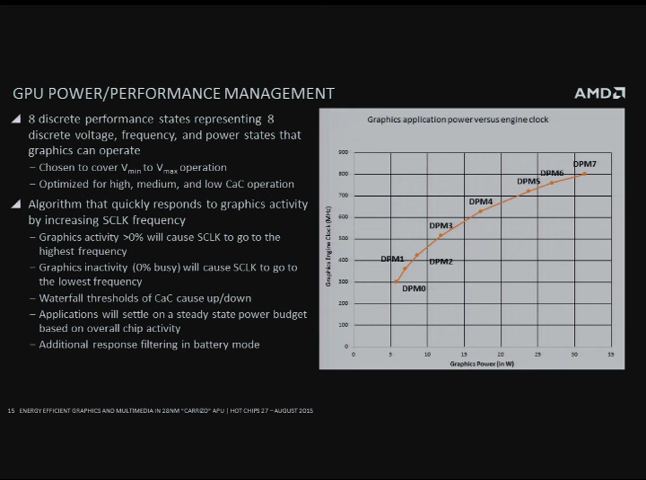 GPU POWER/PERFORMANCE MANAGEMENT
AMD
8 discrete performance states representing 8
discrete voltage, frequency, and power states that
graphics can operate
– Chosen to cover Vmin to Vmax operation
– Optimized for high, medium, and low CaC operation
Algorithm that quickly responds to graphics activity
by increasing SCLK frequency
– Graphics activity >0% will cause SCLK to go to the
highest frequency
– Graphics inactivity (0% busy) will cause SCLK to go to
the lowest frequency
– Waterfall thresholds of CaC cause up/down
– Applications will settle on a steady state power budget
based on overall chip activity
– Additional response filtering in battery mode
Graphics application power versus engine clock
Graphics Engine Clock (MHz)
900
800
700
600
500
400
300
200
100
0
DPM7
DPM6
DPM5
DPM4
DPM3
DPM1
DPM2
DPM0
0 5 10 15 20 25 30 35
Graphics Power (in W)
15 ENERGY EFFICIENT GRAPHICS AND MULTIMEDIA IN 28NM "CARRIZO" APU | HOT CHIPS 27 – AUGUST 2015